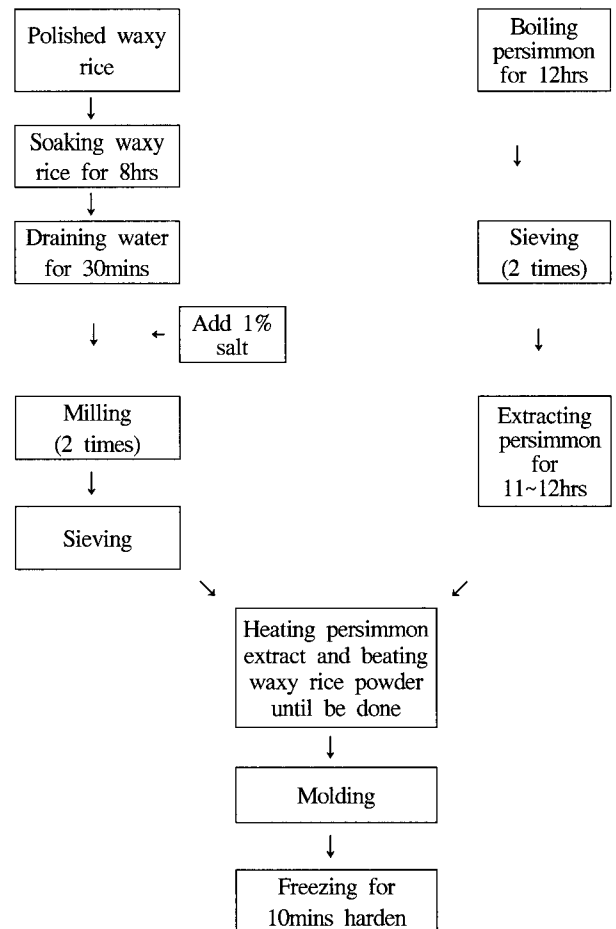 Polished waxy
rice
Soaking waxy
rice for 8hrs
Draining water
for 30mins
Add 1%
salt
Milling
(2 times)
Sieving
Boiling
persimmon
for 12hrs
Sieving
(2 times)
Extracting
persimmon
for
11~12hrs
Heating persimmon
extract and beating
waxy rice powder
until be done
Molding
Freezing for
10mins harden